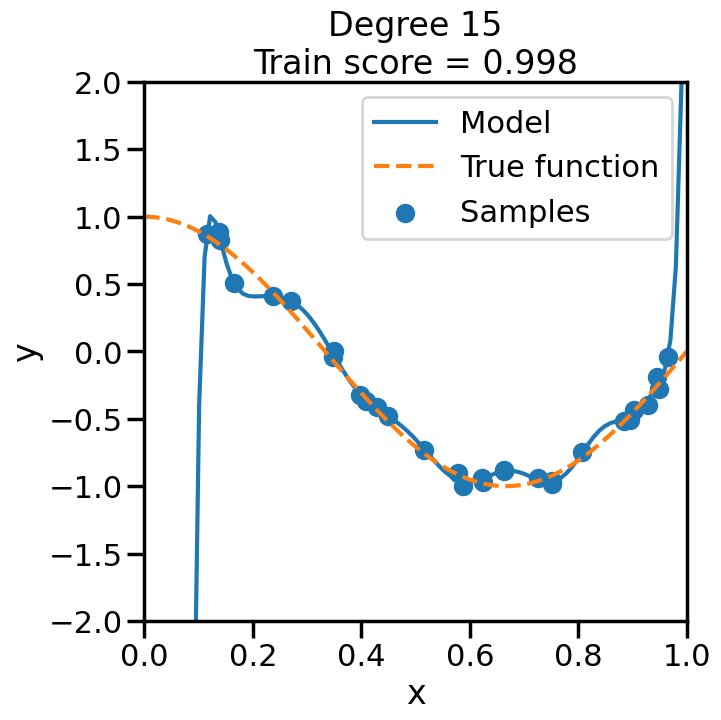 Degree 15
Train score = 0.998
Model
True function
Samples
2.0
1.5
1.0
0.5
0.0
−0.5
−1.0
−1.5
−2.0
y
0.0 0.2 0.4 0.6 0.8 1.0
x